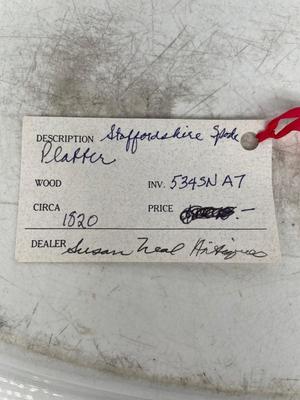 DESCRIPTION Staffordshire Spode
Platter
WOOD INV. 534SN A7
CIRCA 1820 PRICE
DEALER Susan Neal Antiques